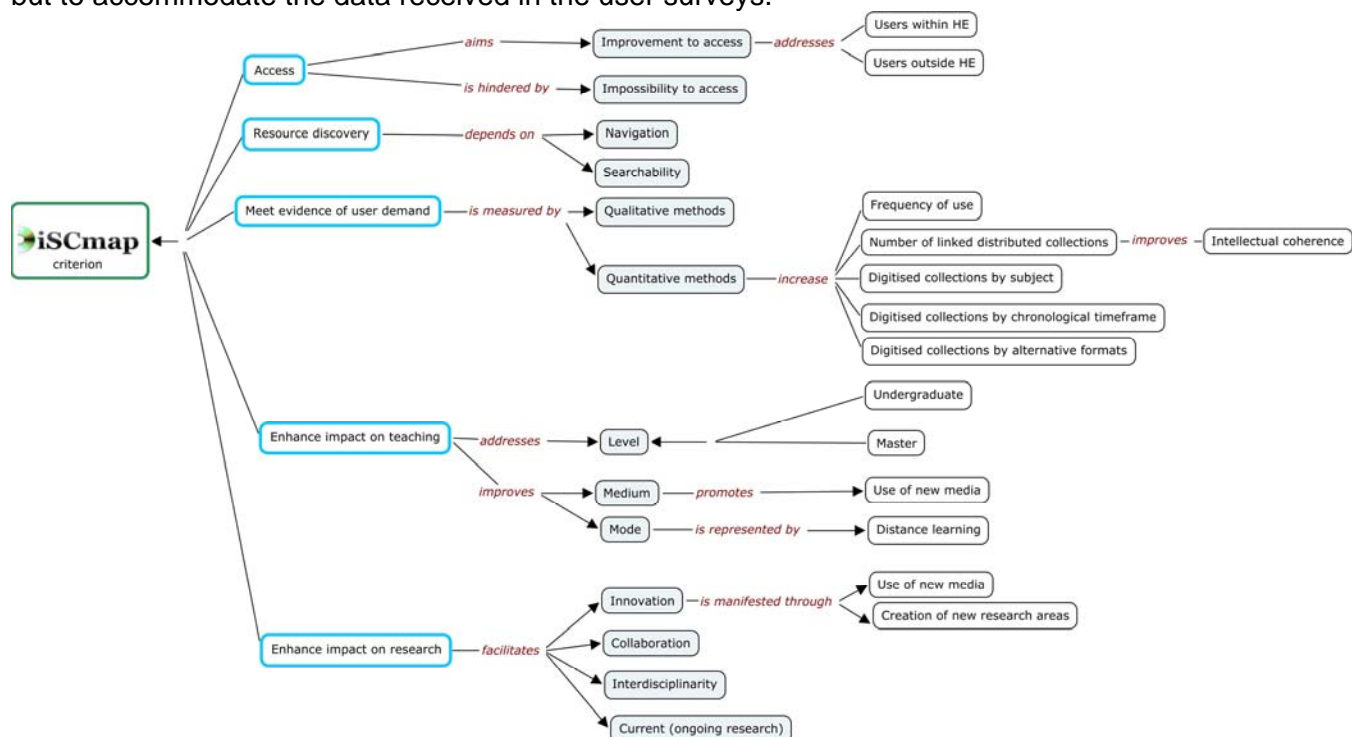 but to accommodate the data received in the user surveys.
Users within HE
aims
Improvement to access
addresses
Access
Users outside HE
is hindered by
Impossibility to access
Resource discovery
depends on
Navigation
Searchability
Meet evidence of user demand
is measured by
Qualitative methods
Frequency of use
iSCmap
criterion
Number of linked distributed collections
improves
Intellectual coherence
Quantitative methods
increase
Digitised collections by subject
Digitised collections by chronological timeframe
Digitised collections by alternative formats
Undergraduate
Enhance impact on teaching
addresses
Level
Master
improves
Medium
promotes
Use of new media
Mode
is represented by
Distance learning
Use of new media
Innovation
is manifested through
Creation of new research areas
Enhance impact on research
facilitates
Collaboration
Interdisciplinarity
Current (ongoing research)